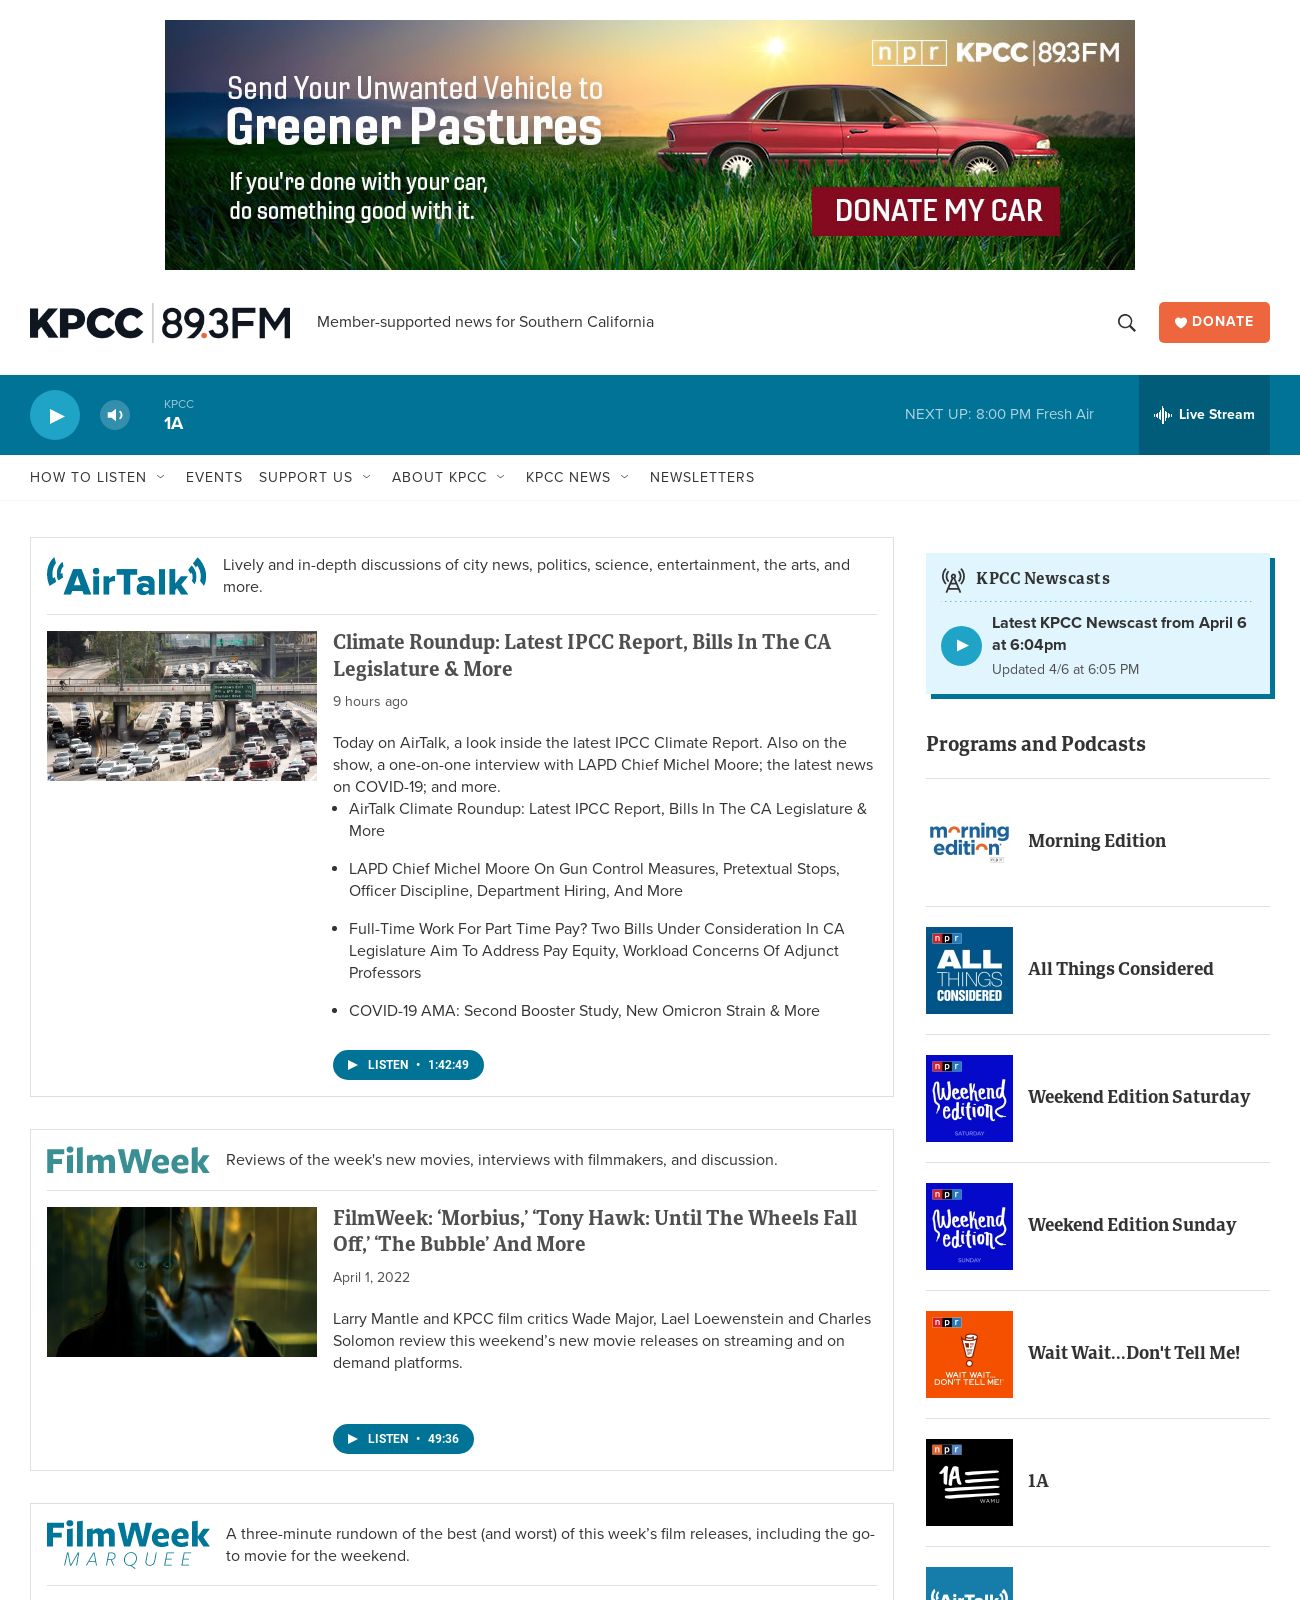 npr KPCC 89.3FM
Send Your Unwanted Vehicle to
Greener Pastures
If you're done with your car,
do something good with it.
DONATE MY CAR
KPCC 89.3FM
Member-supported news for Southern California
DONATE
KPCC
1A
NEXT UP: 8:00 PM Fresh Air
Live Stream
HOW TO LISTEN
EVENTS
SUPPORT US
ABOUT KPCC
KPCC NEWS
NEWSLETTERS
AirTalk
Lively and in-depth discussions of city news, politics, science, entertainment, the arts, and
more.
Climate Roundup: Latest IPCC Report, Bills In The CA
Legislature & More
9 hours ago
Today on AirTalk, a look inside the latest IPCC Climate Report. Also on the
show, a one-on-one interview with LAPD Chief Michel Moore; the latest news
on COVID-19; and more.
• AirTalk Climate Roundup: Latest IPCC Report, Bills In The CA Legislature &
More
• LAPD Chief Michel Moore On Gun Control Measures, Pretextual Stops,
Officer Discipline, Department Hiring, And More
• Full-Time Work For Part Time Pay? Two Bills Under Consideration In CA
Legislature Aim To Address Pay Equity, Workload Concerns Of Adjunct
Professors
• COVID-19 AMA: Second Booster Study, New Omicron Strain & More
LISTEN • 1:42:49
FilmWeek
Reviews of the week's new movies, interviews with filmmakers, and discussion.
FilmWeek: ‘Morbius,’ ‘Tony Hawk: Until The Wheels Fall
Off,’ ‘The Bubble’ And More
April 1, 2022
Larry Mantle and KPCC film critics Wade Major, Lael Loewenstein and Charles
Solomon review this weekend’s new movie releases on streaming and on
demand platforms.
LISTEN • 49:36
FilmWeek
MARQUEE
A three-minute rundown of the best (and worst) of this week’s film releases, including the go-
to movie for the weekend.
KPCC Newscasts
Latest KPCC Newscast from April 6
at 6:04pm
Updated 4/6 at 6:05 PM
Programs and Podcasts
morning
edition
npr
Morning Edition
npr
ALL
THINGS
CONSIDERED
All Things Considered
npr
Weekend
edition
SATURDAY
Weekend Edition Saturday
npr
Weekend
edition
SUNDAY
Weekend Edition Sunday
npr
WAIT WAIT...
DON'T TELL ME!
Wait Wait...Don't Tell Me!
npr
1A
WAMU
1A
AirTalk